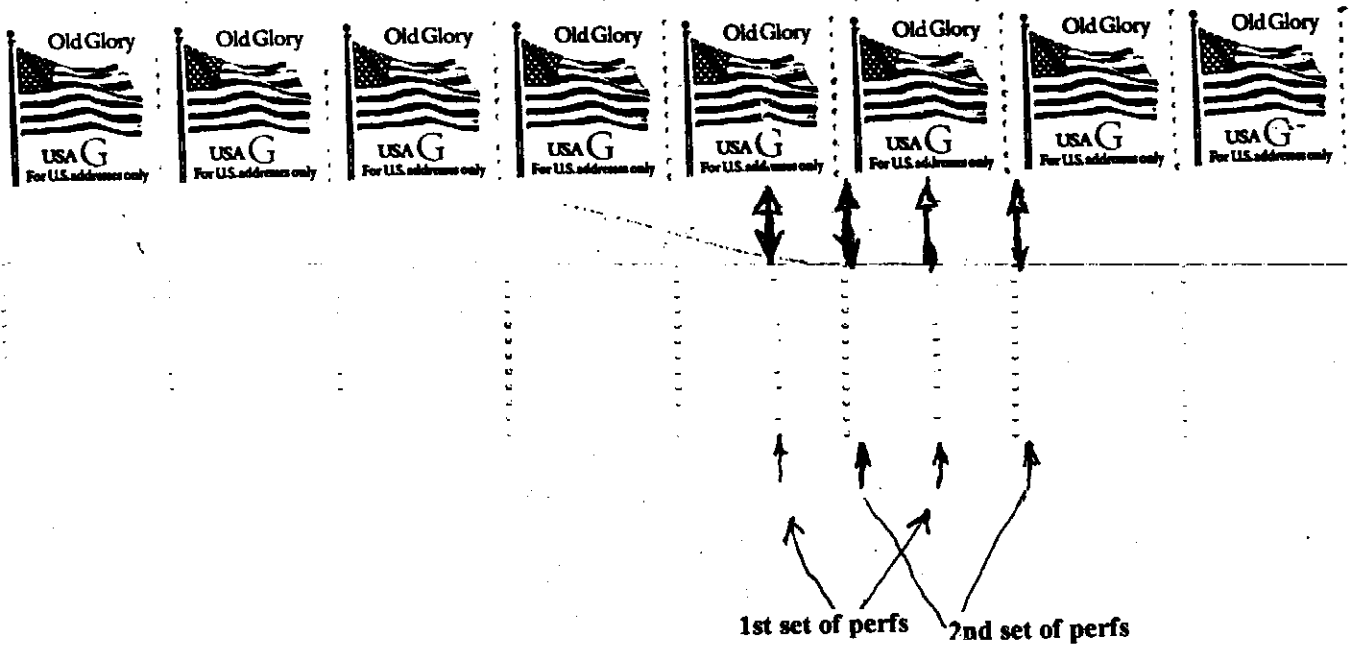 Old Glory Old Glory Old Glory Old Glory Old Glory Old Glory Old Glory Old Glory
USA G USA G USA G USA G USA G USA G USA G USA G
For U.S. addresses only For U.S. addresses only For U.S. addresses only For U.S. addresses only For U.S. addresses only For U.S. addresses only For U.S. addresses only For U.S. addresses only
1st set of perfs 2nd set of perfs